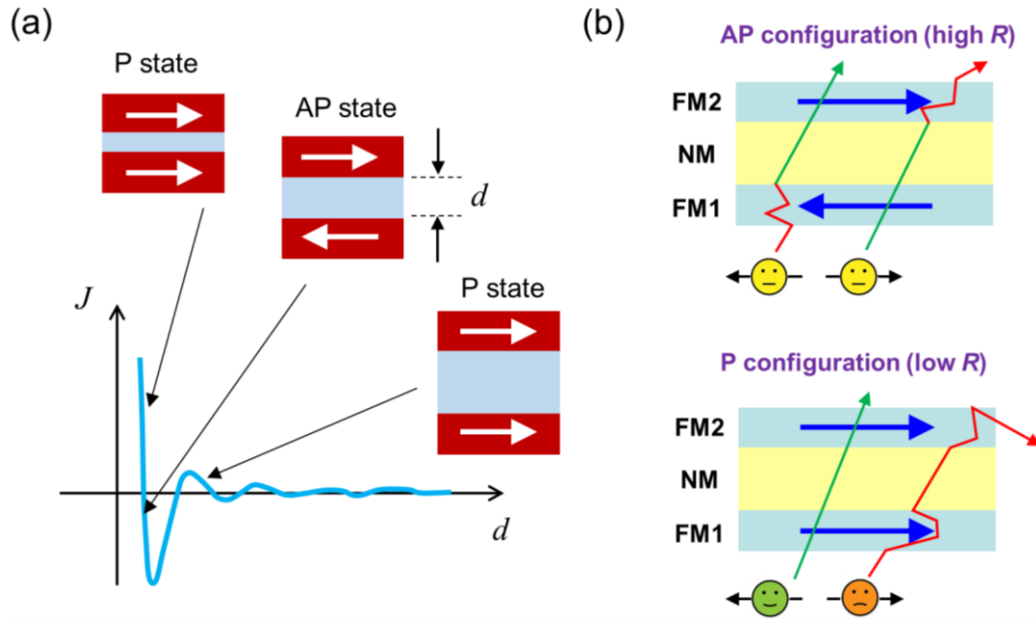 (a)
P state
AP state
d
P state
J
d
(b)
AP configuration (high R)
FM2
NM
FM1
P configuration (low R)
FM2
NM
FM1